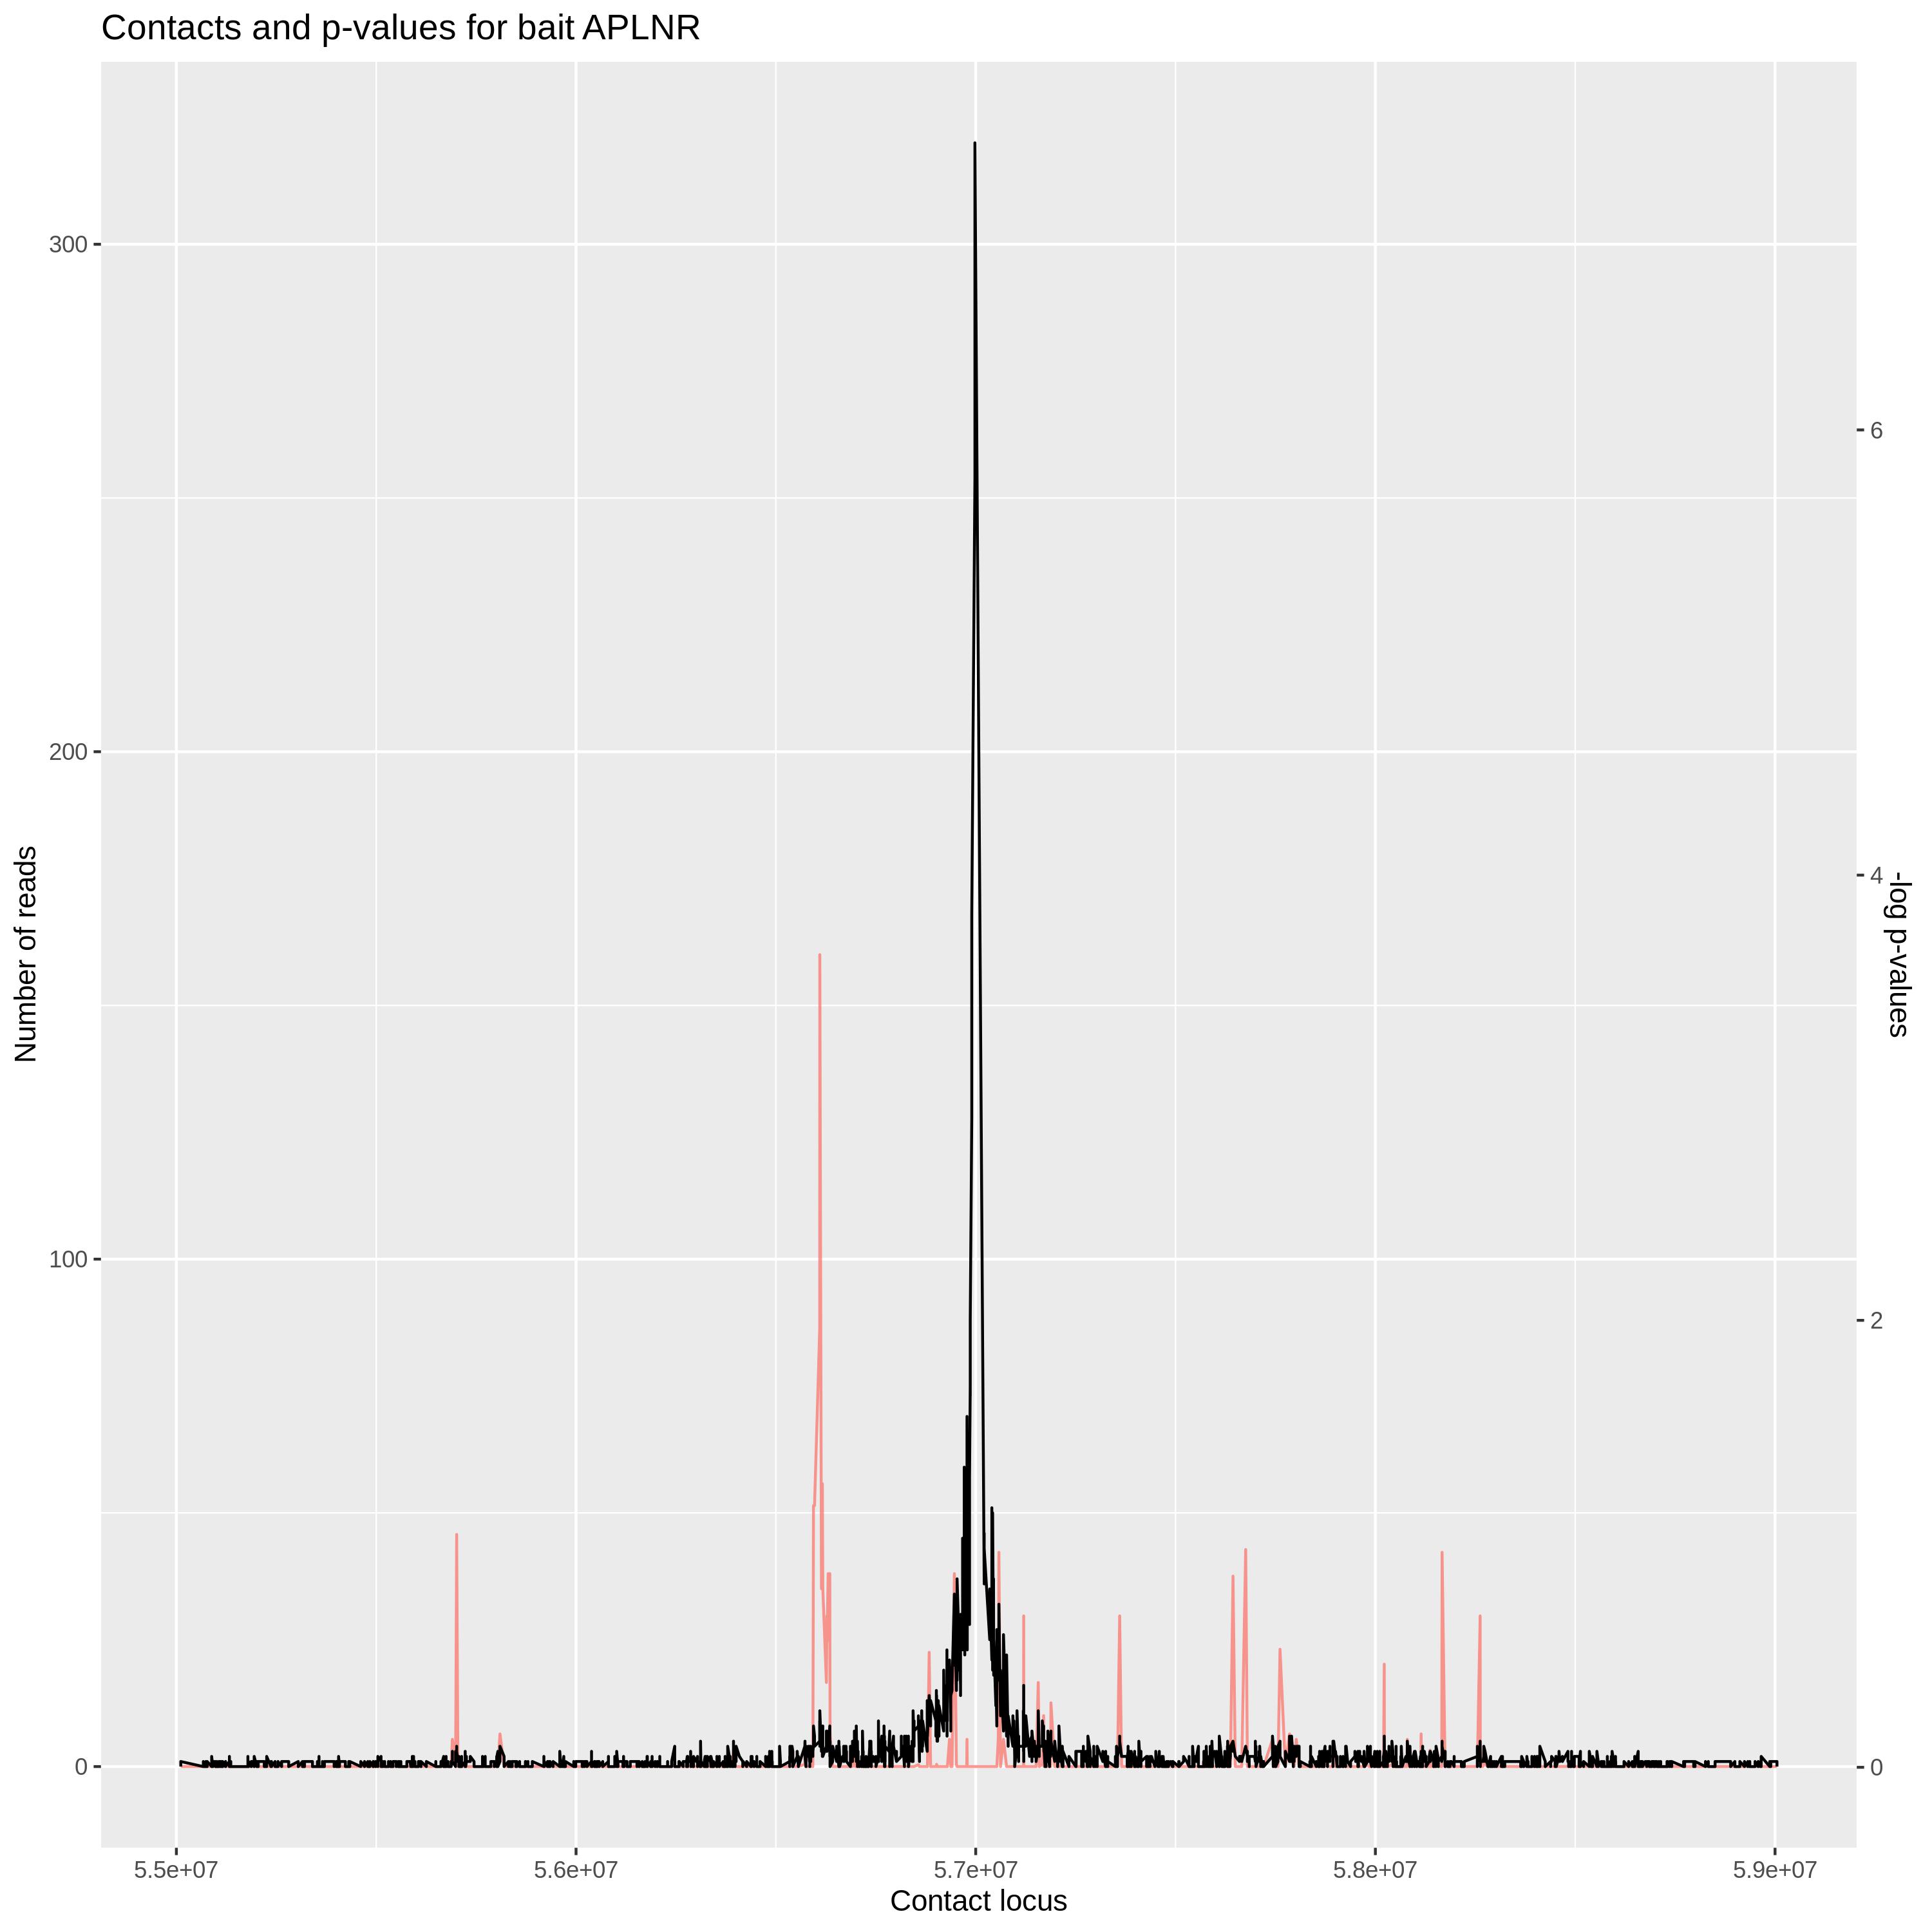 Contacts and p-values for bait APLNR
300
200
100
0
Number of reads
6
4
2
0
-log p-values
5.5e+07
5.6e+07
5.7e+07
5.8e+07
5.9e+07
Contact locus